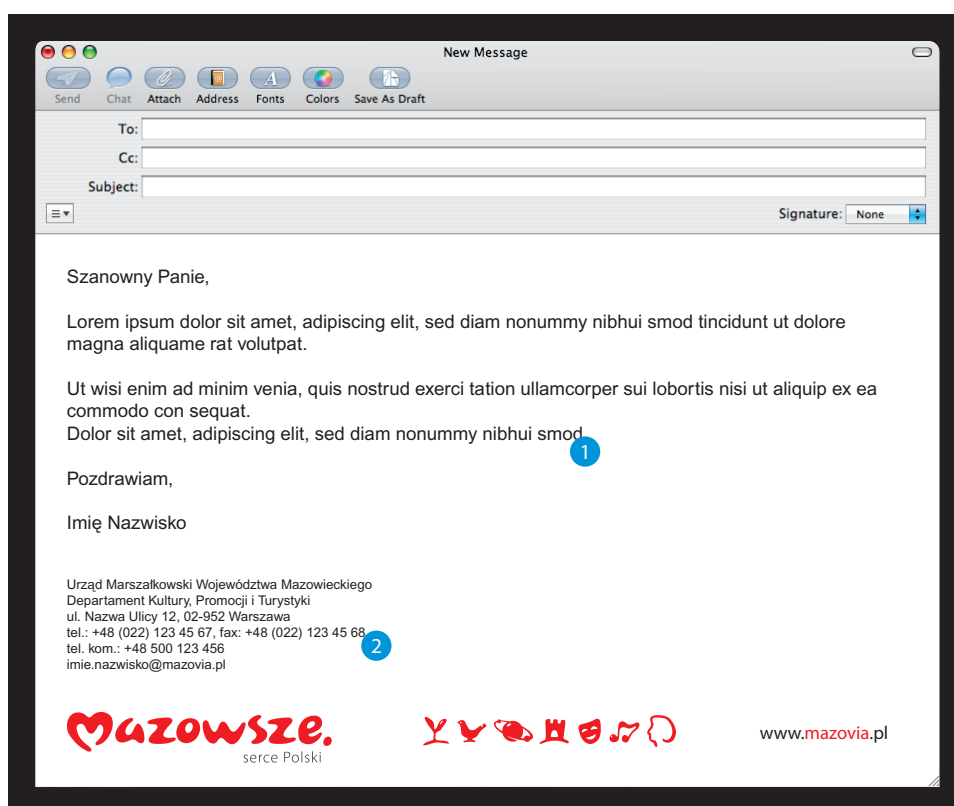 New Message
Send Chat Attach Address Fonts Colors Save As Draft
To:
Cc:
Subject:
Signature: None
Szanowny Panie,
Lorem ipsum dolor sit amet, adipiscing elit, sed diam nonummy nibhui smod tincidunt ut dolore
magna aliquame rat volutpat.
Ut wisi enim ad minim venia, quis nostrud exerci tation ullamcorper sui lobortis nisi ut aliquip ex ea
commodo con sequat.
Dolor sit amet, adipiscing elit, sed diam nonummy nibhui smod
1
Pozdrawiam,
Imię Nazwisko
Urząd Marszałkowski Województwa Mazowieckiego
Departament Kultury, Promocji i Turystyki
ul. Nazwa Ulicy 12, 02-952 Warszawa
tel.: +48 (022) 123 45 67, fax: +48 (022) 123 45 68
2
tel. kom.: +48 500 123 456
imie.nazwisko@mazovia.pl
mazowsze.
serce Polski
www.mazovia.pl